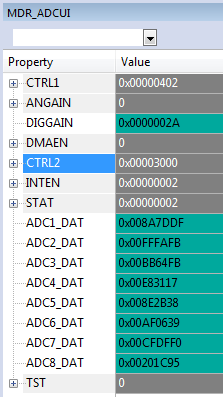 MDR_ADCUI
Property Value
CTRL1 0x00000402
ANGAIN 0
DIGGAIN 0x0000002A
DMAEN 0
CTRL2 0x00003000
INTEN 0x00000002
STAT 0x00000002
ADC1_DAT 0x008A7DDF
ADC2_DAT 0x00FFFAFB
ADC3_DAT 0x00BB64FB
ADC4_DAT 0x00E83117
ADC5_DAT 0x008E2B38
ADC6_DAT 0x00AF0639
ADC7_DAT 0x00CFDFF0
ADC8_DAT 0x00201C95
TST 0